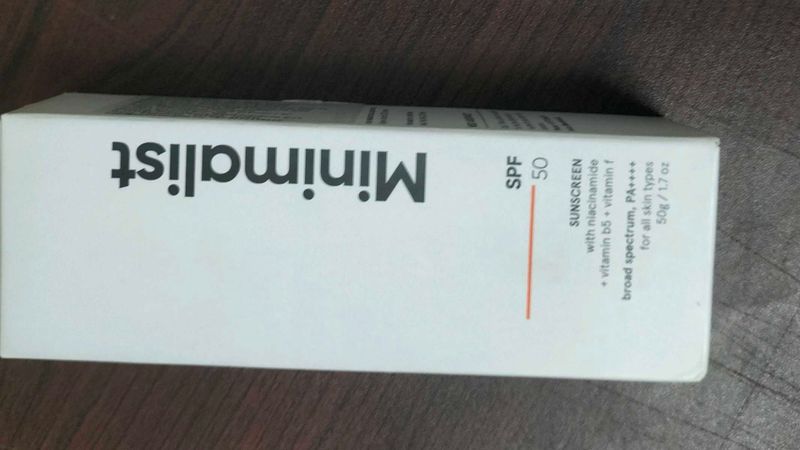 Minimalist
SPF
50
SUNSCREEN
with niacinamide
+ vitamin b5 + vitamin f
broad spectrum, PA++++
for all skin types
50g / 1.7 oz